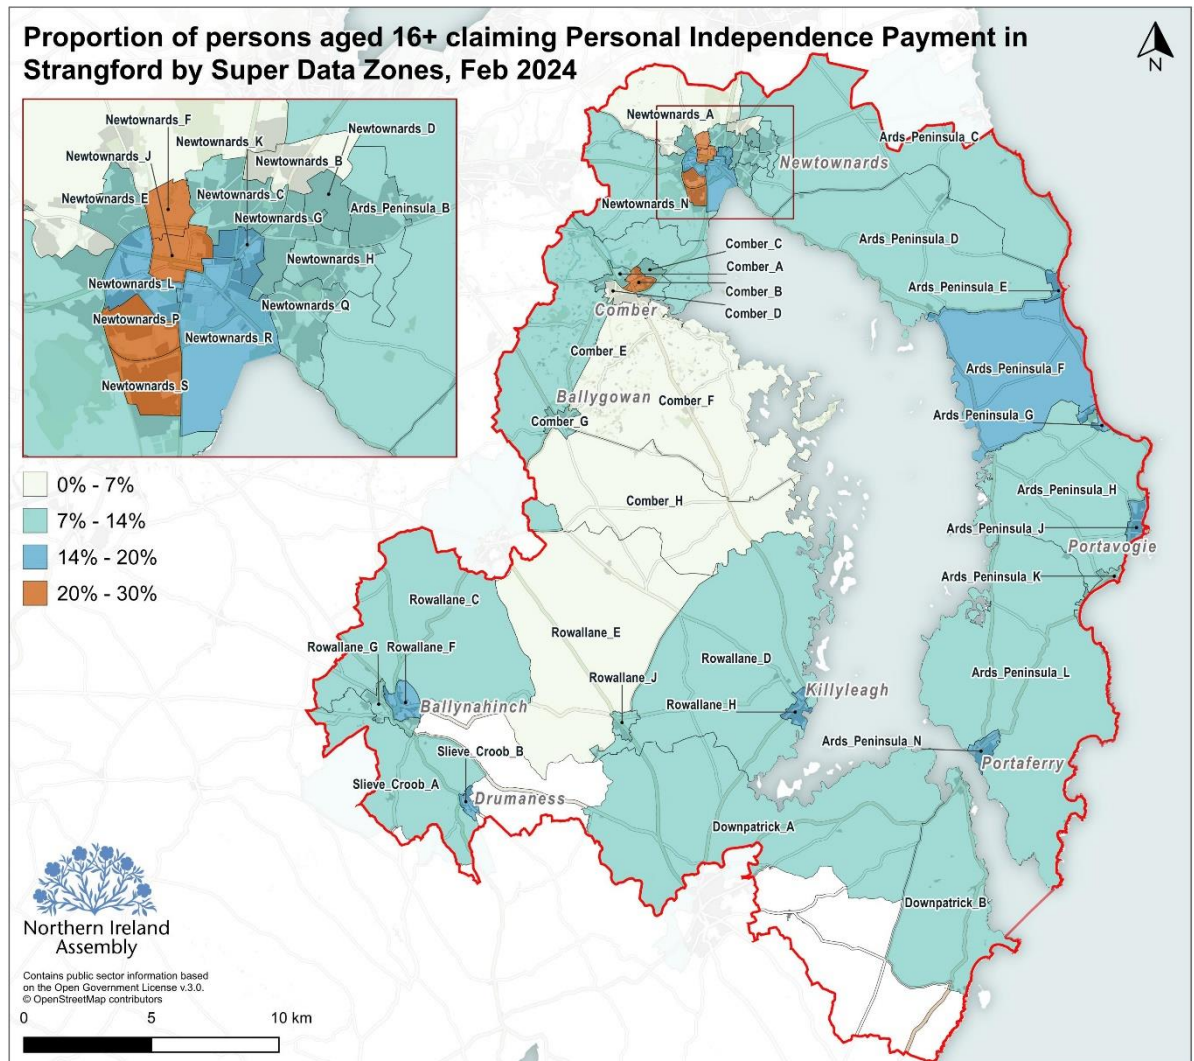 Proportion of persons aged 16+ claiming Personal Independence Payment in
Strangford by Super Data Zones, Feb 2024
N
Newtownards_F
Newtownards_K
Newtownards_D
Newtownards_J
Newtownards_B
Newtownards_E
Newtownards_C
Ards_Peninsula_B
Newtownards_G
Newtownards_H
Newtownards_L
Newtownards_Q
Newtownards_P
Newtownards_R
Newtownards_S
0% - 7%
7% - 14%
14% - 20%
20% - 30%
Newtownards_A
Ards_Peninsula_C
Newtownards
Newtownards_N
Ards_Peninsula_D
Comber_C
Comber_A
Comber_B
Comber_D
Comber
Ards_Peninsula_E
Comber_E
Ards_Peninsula_F
Ballygowan
Comber_F
Comber_G
Ards_Peninsula_G
Comber_H
Ards_Peninsula_H
Ards_Peninsula_J
Portavogie
Ards_Peninsula_K
Rowallane_C
Rowallane_E
Rowallane_G
Rowallane_F
Rowallane_D
Ards_Peninsula_L
Rowallane_J
Killyleagh
Rowallane_H
Ballynahinch
Ards_Peninsula_N
Slieve_Croob_B
Portaferry
Slieve_Croob_A
Drumaness
Downpatrick_A
Downpatrick_B
Northern Ireland
Assembly
Contains public sector information based
on the Open Government License v.3.0.
© OpenStreetMap contributors
0 5 10 km